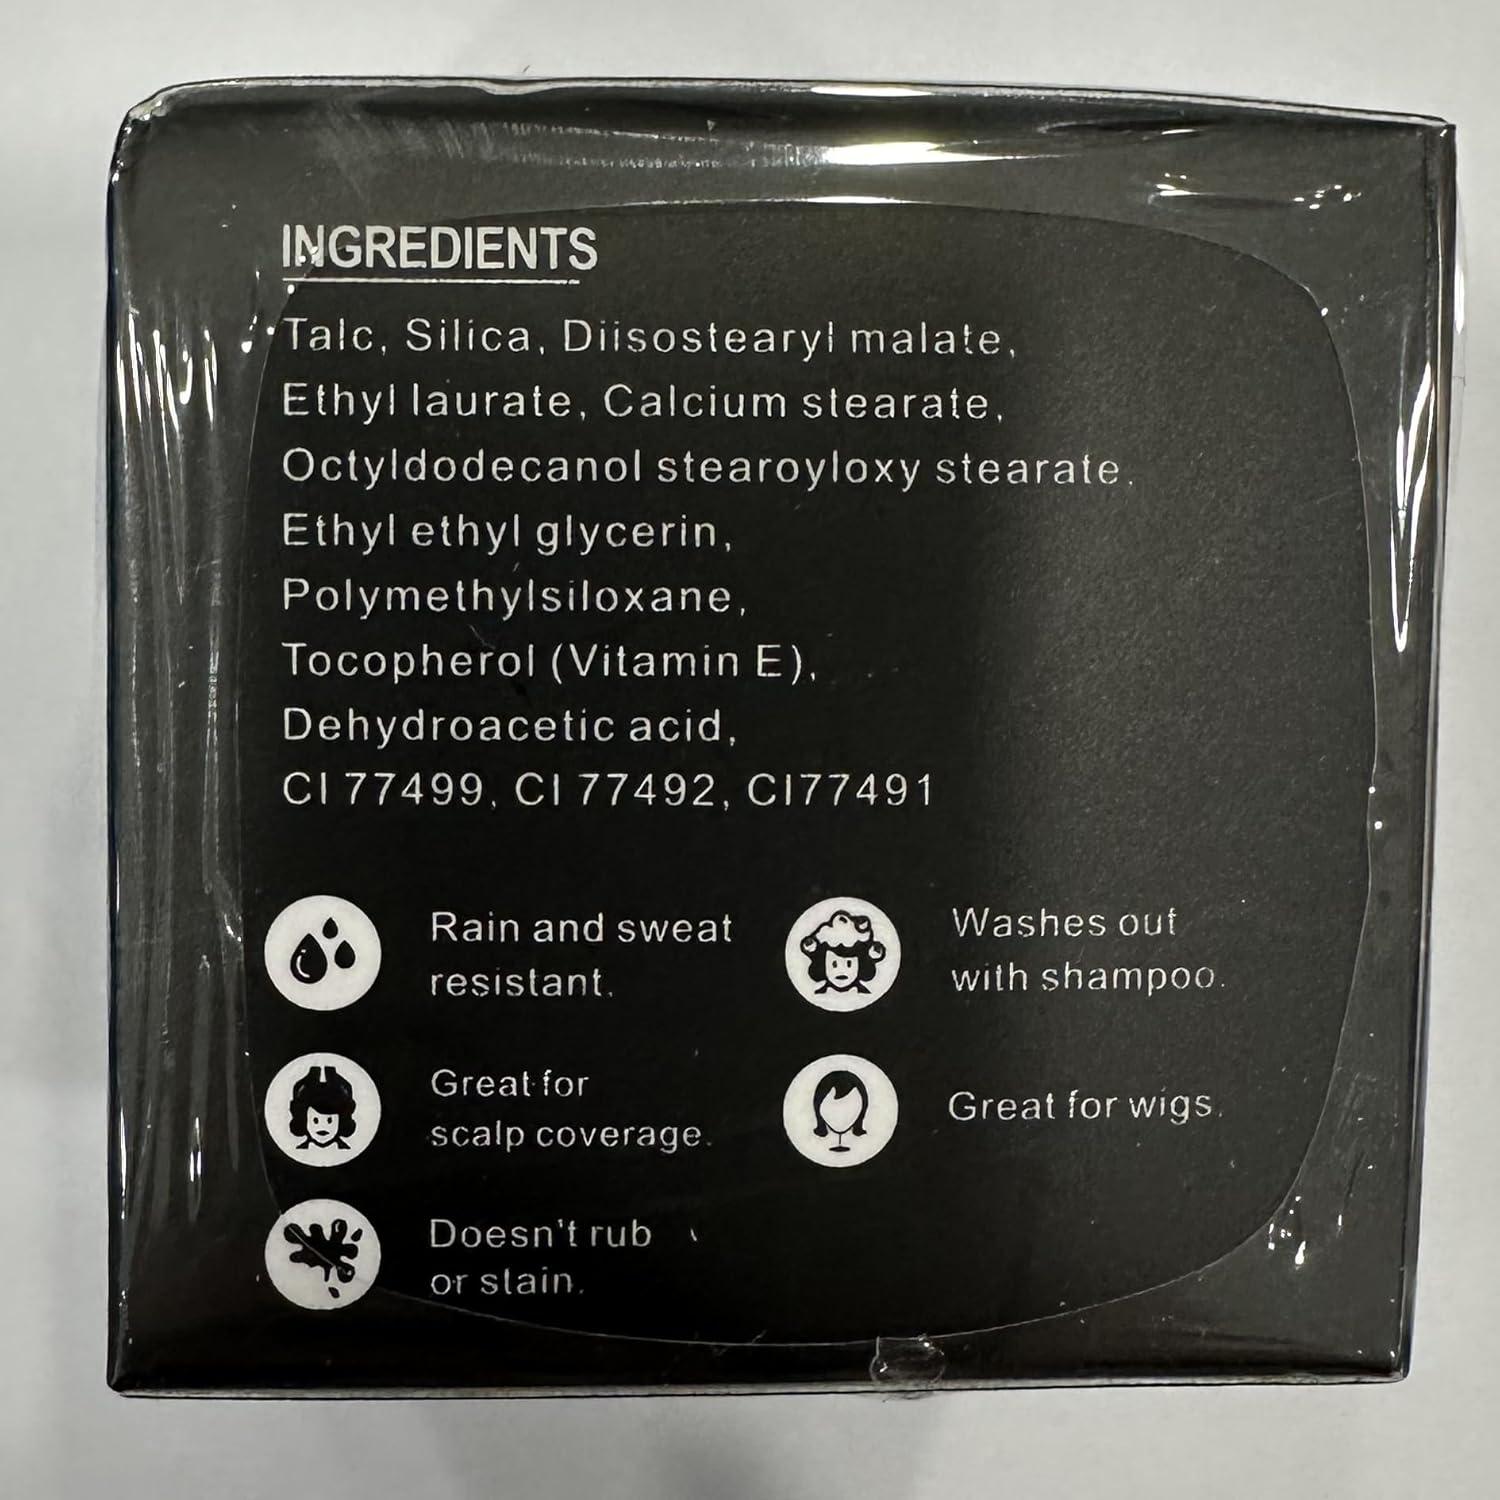 INGREDIENTS
Talc, Silica, Diisostearyl malate,
Ethyl laurate, Calcium stearate,
Octyldodecanol stearoyloxy stearate,
Ethyl ethyl glycerin,
Polymethylsiloxane,
Tocopherol (Vitamin E),
Dehydroacetic acid,
CI 77499, CI 77492, CI77491
Rain and sweat
resistant.
Washes out
with shampoo.
Great for
scalp coverage.
Great for wigs.
Doesn't rub
or stain.